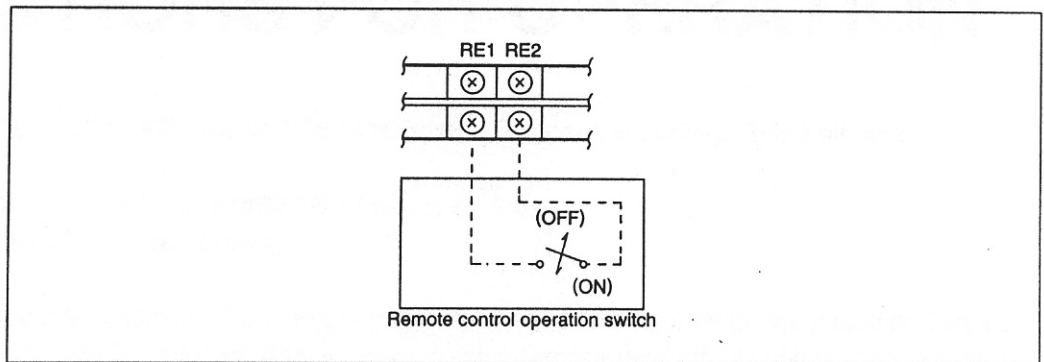 RE1 RE2
(OFF)
(ON)
Remote control operation switch